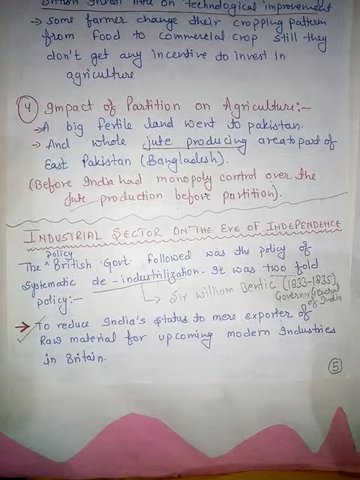 British Invest little on technological improvement
→ Some farmer change their cropping pattern
from food to commercial crop still they
don't get any incentive to invest in
agriculture
4 Impact of Partition on Agriculture:-
→ A big fertile land went to pakistan.
→ And whole jute producing area to part of
East Pakistan (Bangladesh).
(Before India had monopoly control over the
Jute production before partition).
INDUSTRIAL SECTOR ON THE EVE OF INDEPENDENCE
policy
The ^ British Govt followed was the policy of
systematic de-industilization. It was two fold
policy:-
↳ Sir William Bentic (1833-1835)
Governor General of India
→ To reduce India's status to mere exporter of
Raw material for upcoming modern Industries
in Britain.
5